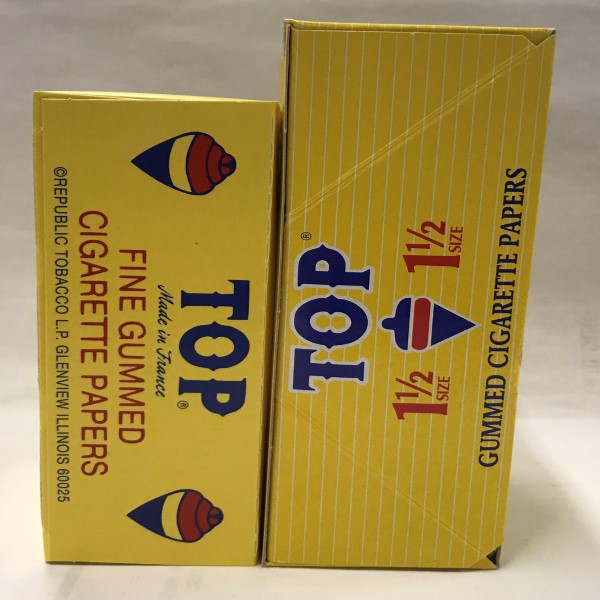 TOP®
Made in France
FINE GUMMED
CIGARETTE PAPERS
©REPUBLIC TOBACCO L.P. GLENVIEW ILLINOIS 60025
TOP®
1½ SIZE 1½ SIZE
GUMMED CIGARETTE PAPERS